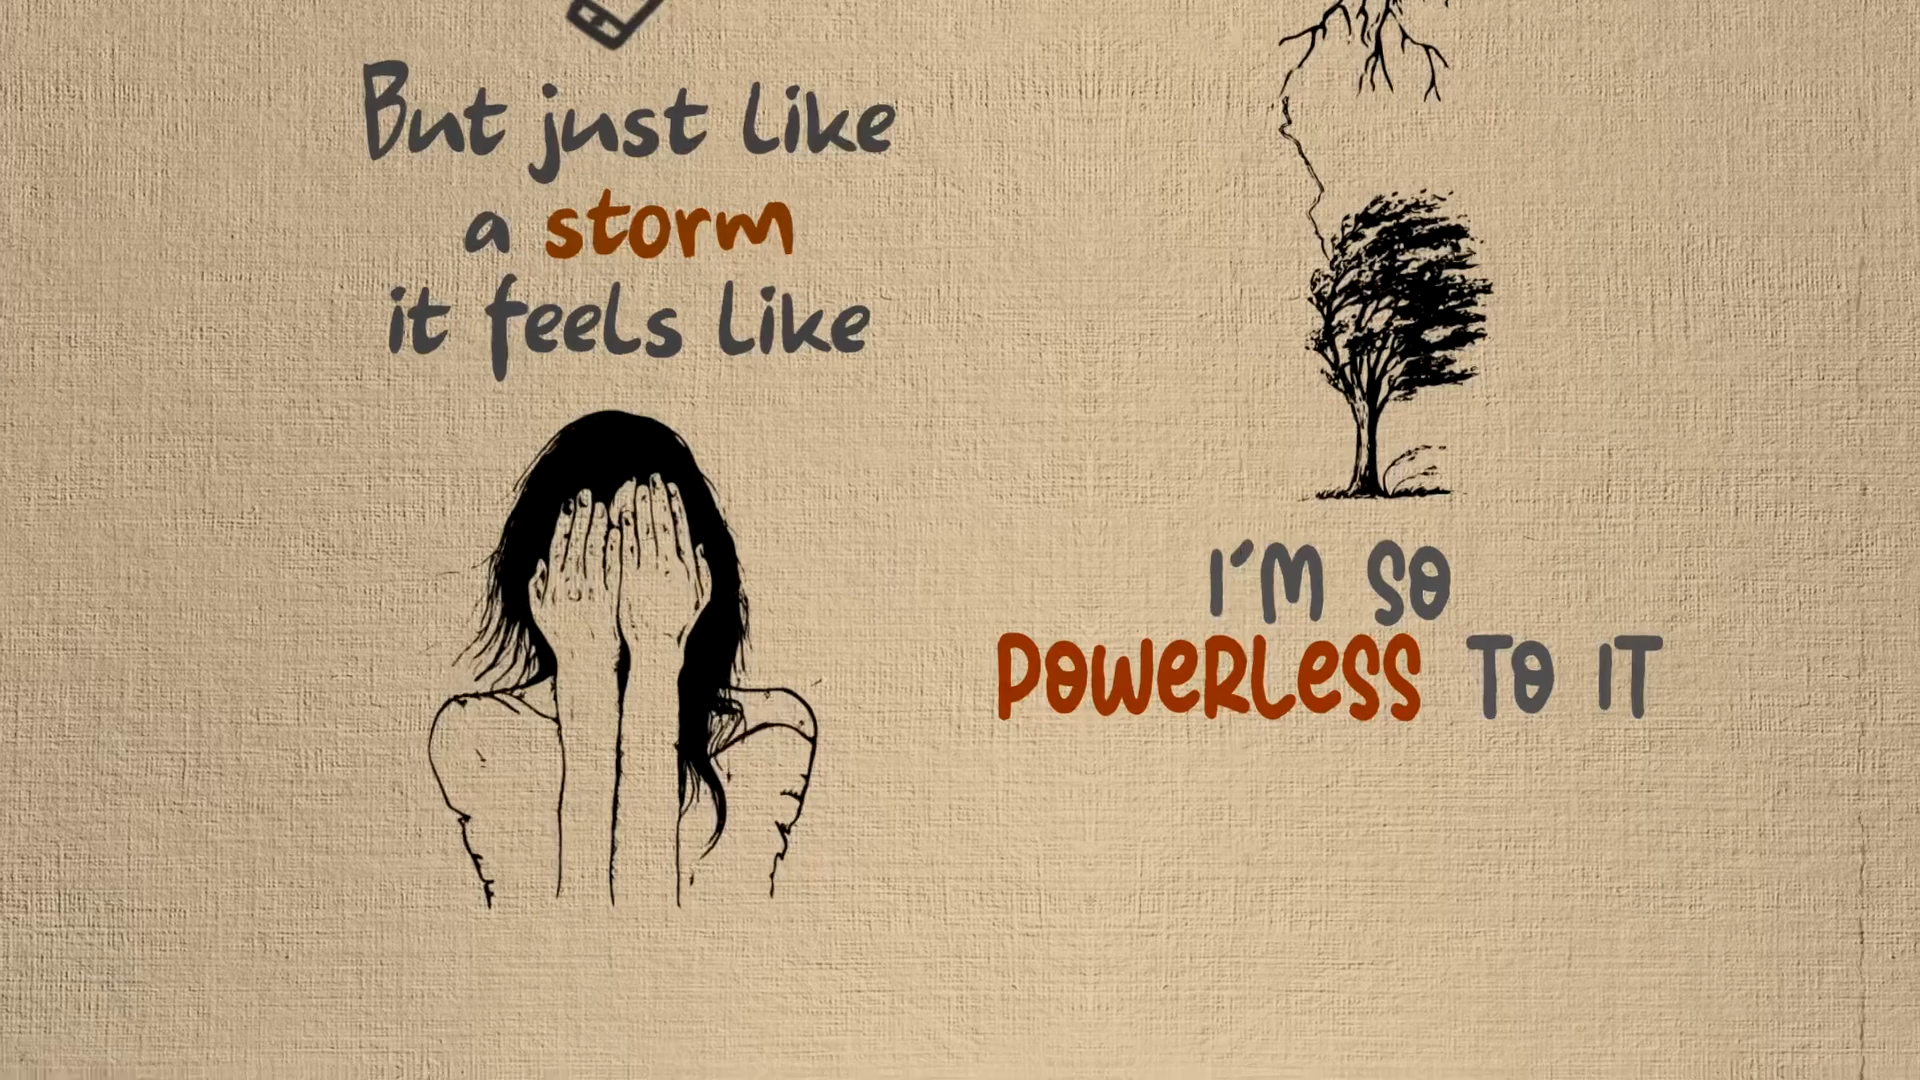 But just like
a storm
it feels like
I'M SO
POWERLESS TO IT